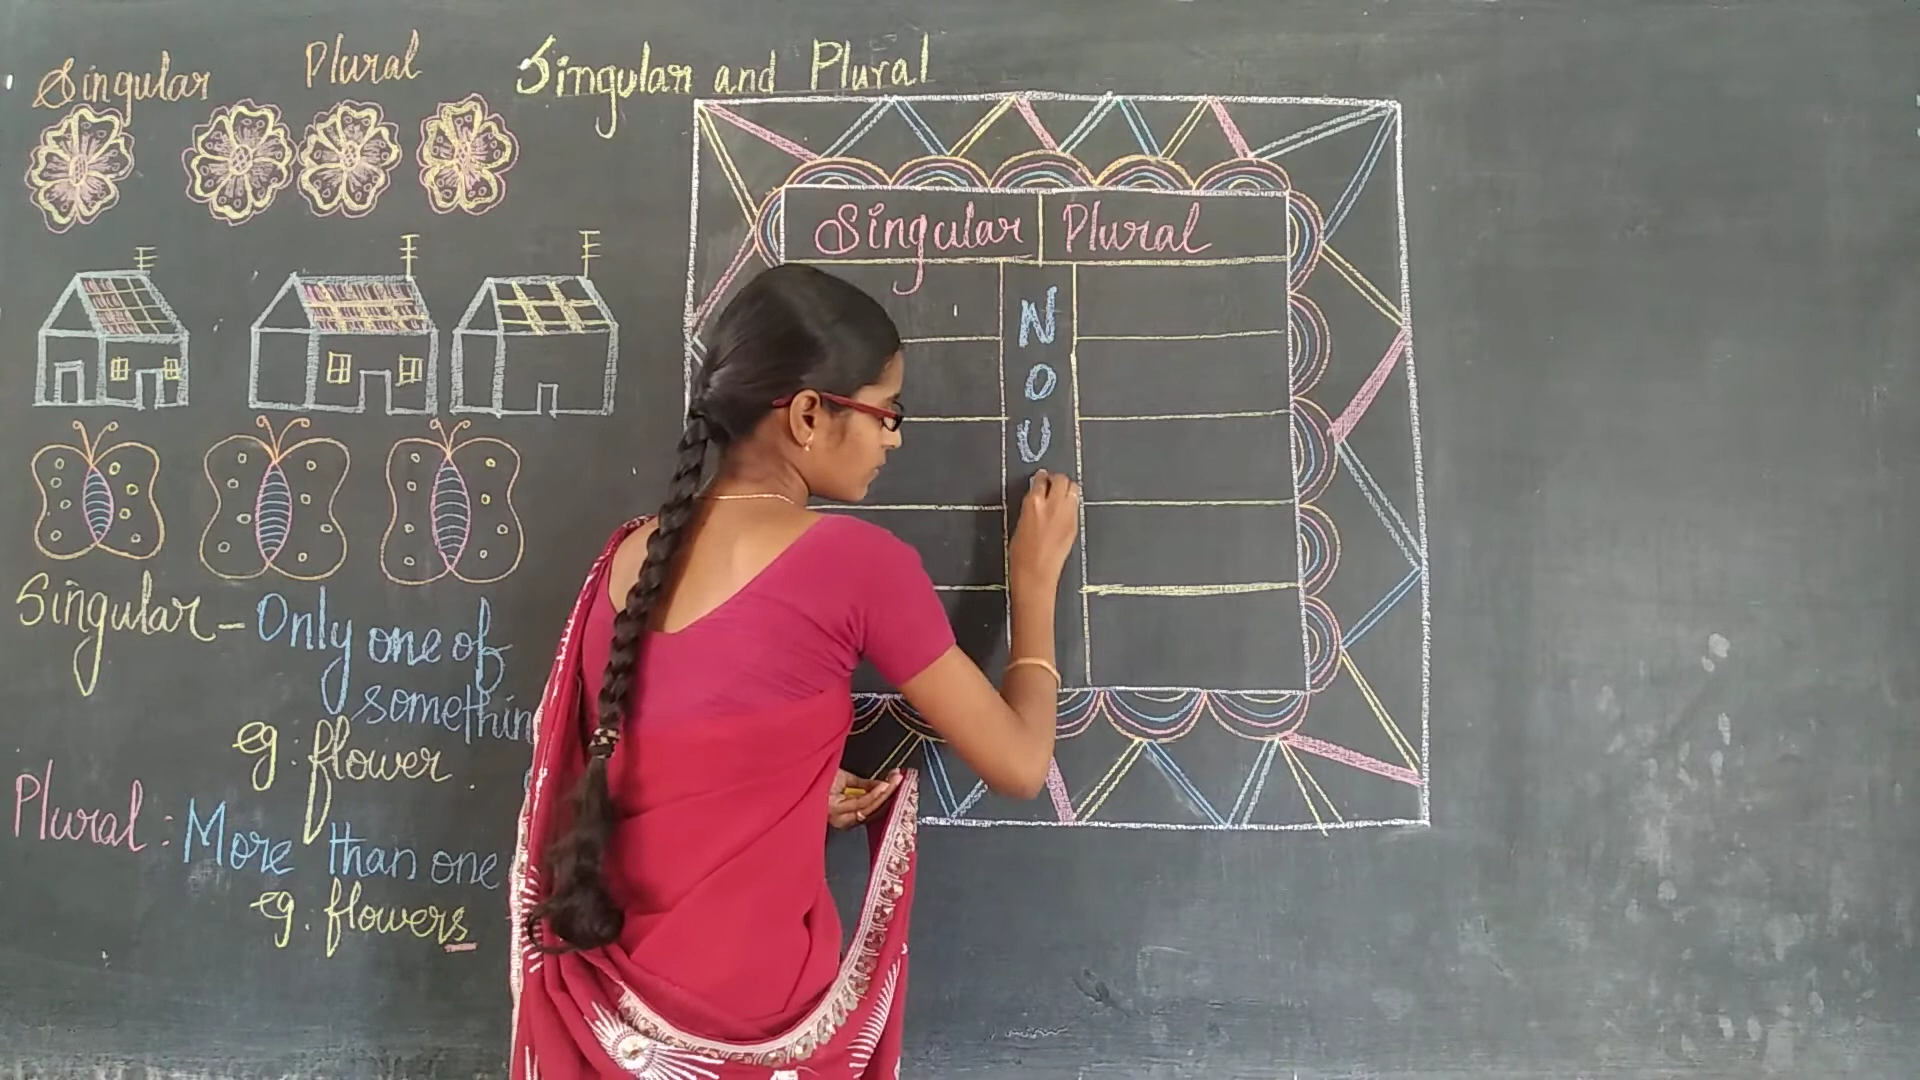 Singular Plural
Singular and Plural
Singular Plural
N
O
U
Singular - Only one of
somethin
eg : flower.
Plural : More than one
eg. flowers